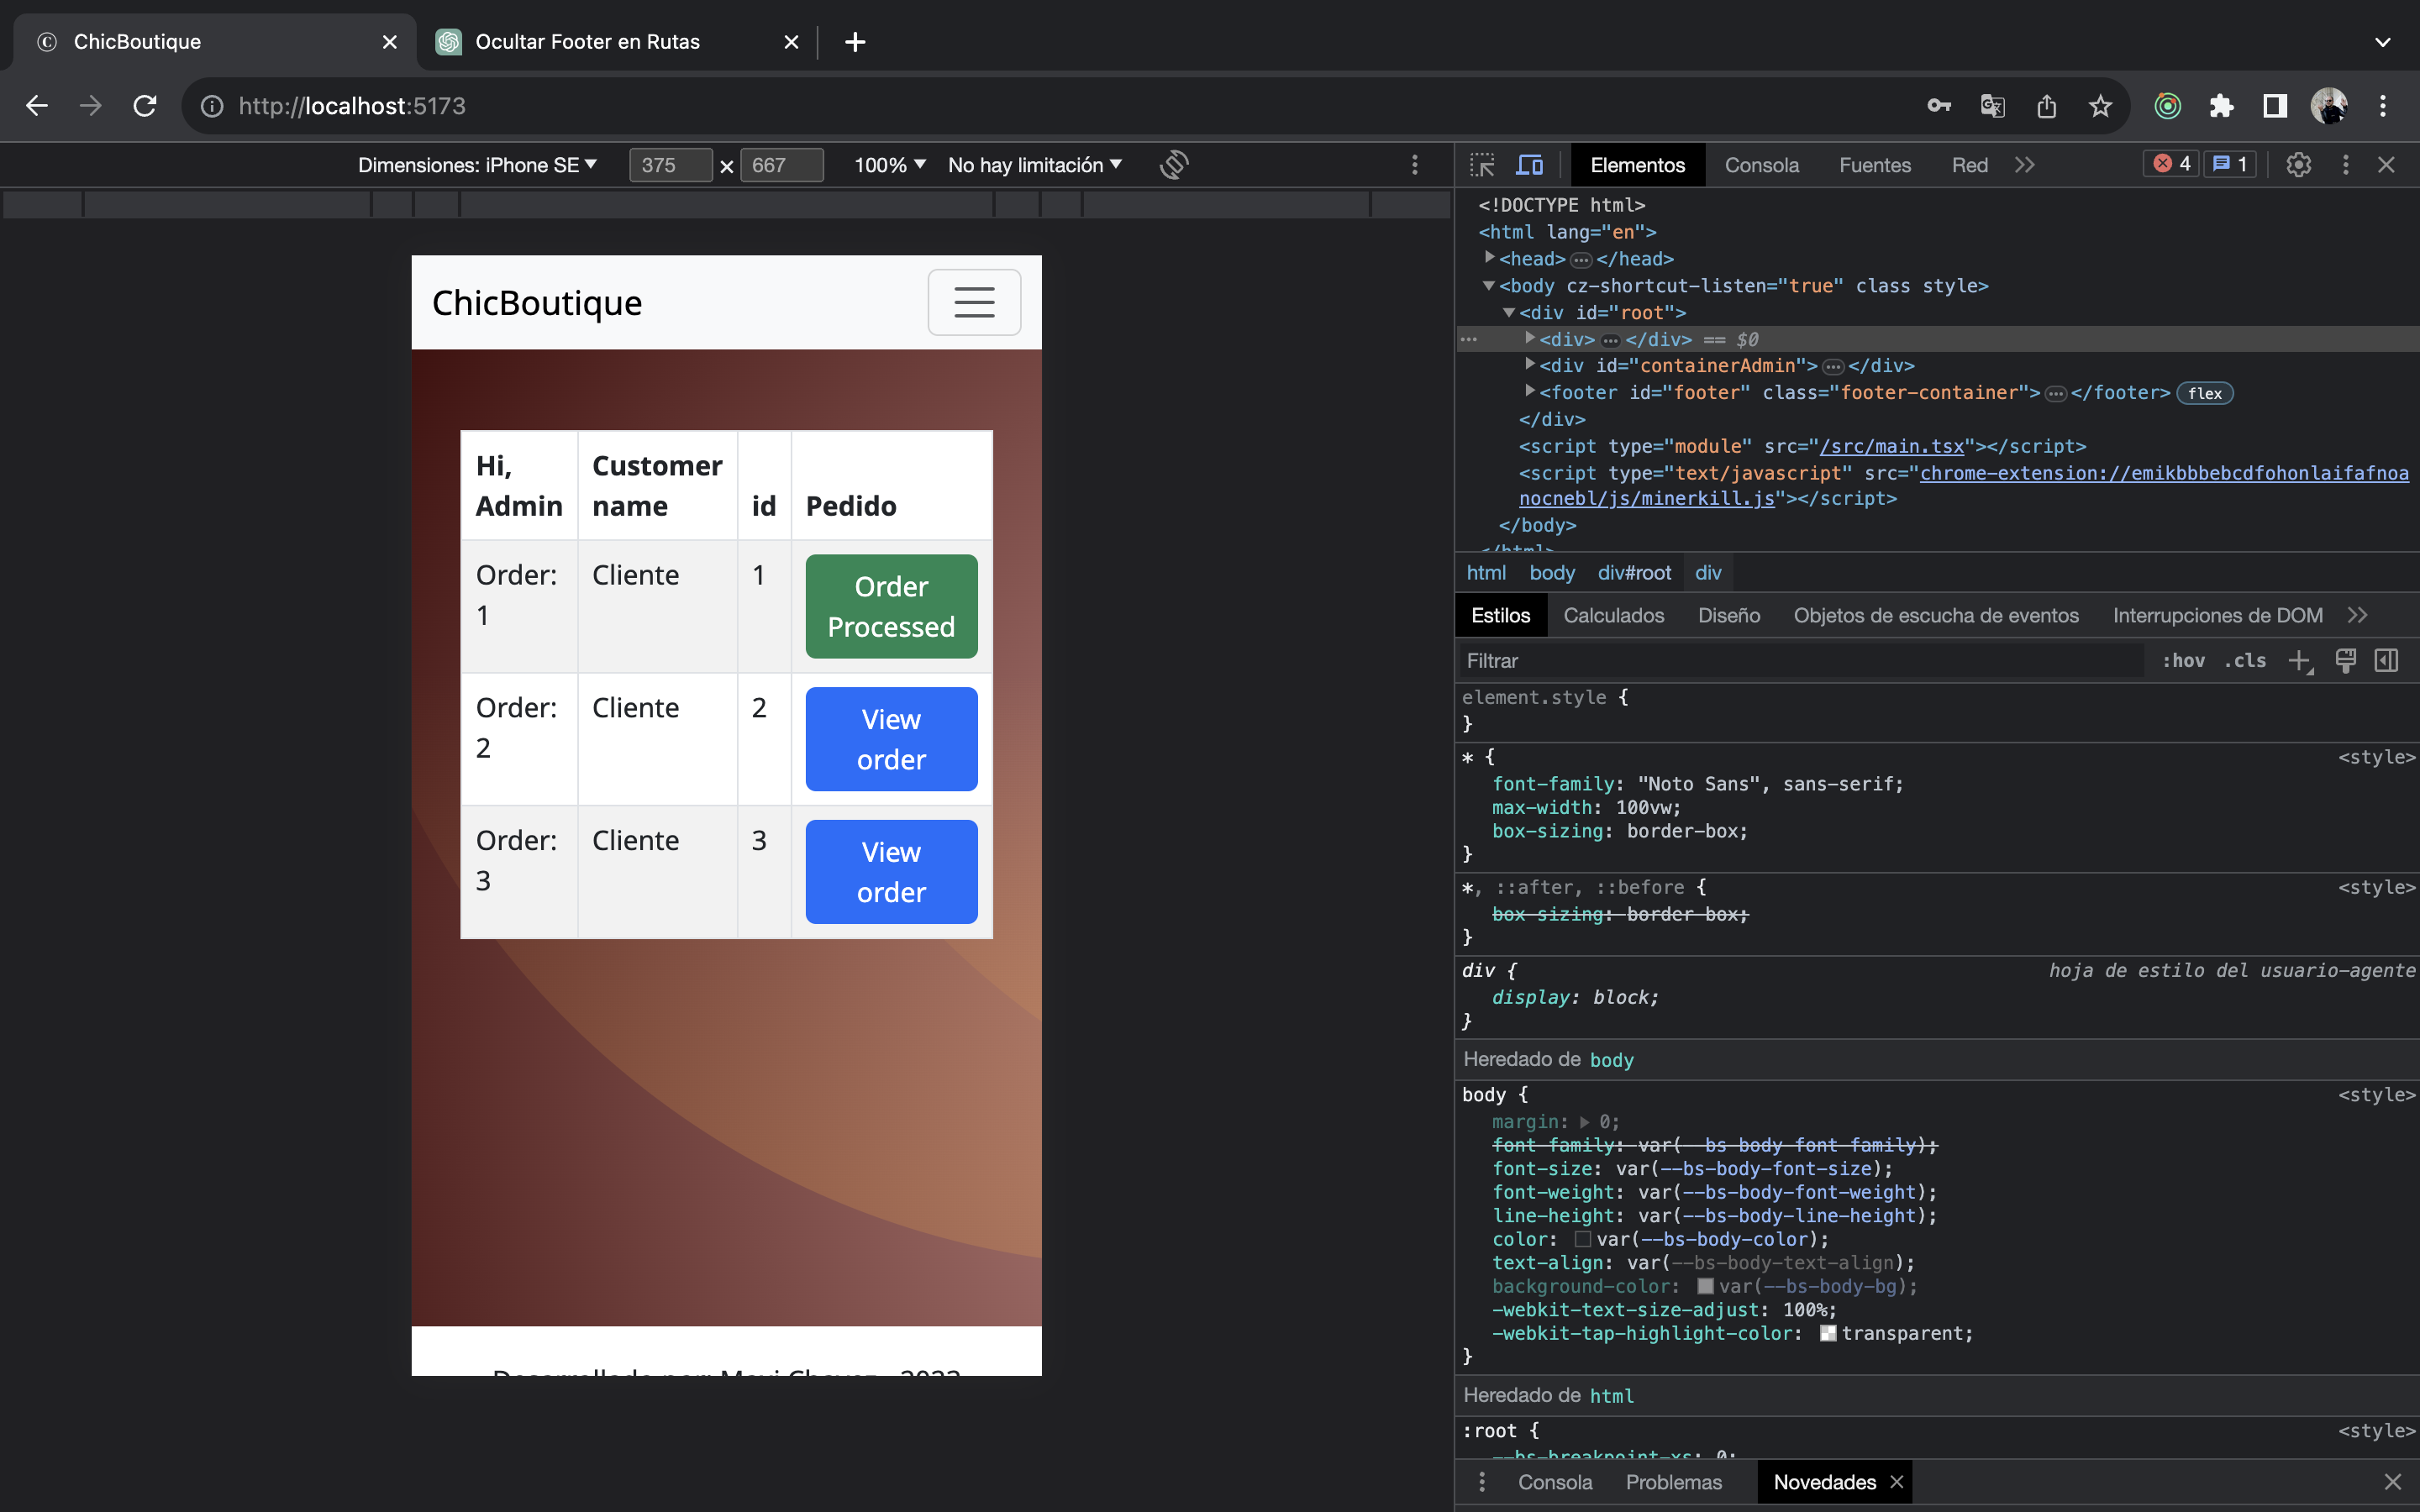 ChicBoutique
Ocultar Footer en Rutas
http://localhost:5173
Dimensiones: iPhone SE
375 × 667
100%
No hay limitación
Elementos
Consola
Fuentes
Red
4
1
ChicBoutique
Hi, Admin
Customer name
id
Pedido
Order: 1
Cliente
1
Order Processed
Order: 2
Cliente
2
View order
Order: 3
Cliente
3
View order
<!DOCTYPE html>
<html lang="en">
<head> … </head>
<body cz-shortcut-listen="true" class style>
<div id="root">
… <div> … </div> == $0
<div id="containerAdmin"> … </div>
<footer id="footer" class="footer-container"> … </footer> flex
</div>
<script type="module" src="/src/main.tsx"></script>
<script type="text/javascript" src="chrome-extension://emikbbbebcdfohonlaifafnoa
nocnebl/js/minerkill.js"></script>
</body>
</html>
html body div#root div
Estilos
Calculados
Diseño
Objetos de escucha de eventos
Interrupciones de DOM
Filtrar
:hov .cls
element.style {
}
* { <style>
font-family: "Noto Sans", sans-serif;
max-width: 100vw;
box-sizing: border-box;
}
*, ::after, ::before { <style>
box-sizing: border-box;
}
div { hoja de estilo del usuario-agente
display: block;
}
Heredado de body
body { <style>
margin: 0;
font-family: var(--bs-body-font-family);
font-size: var(--bs-body-font-size);
font-weight: var(--bs-body-font-weight);
line-height: var(--bs-body-line-height);
color: var(--bs-body-color);
text-align: var(--bs-body-text-align);
background-color: var(--bs-body-bg);
-webkit-text-size-adjust: 100%;
-webkit-tap-highlight-color: transparent;
}
Heredado de html
:root { <style>
--bs-breakpoint-xs: 0;
Consola
Problemas
Novedades